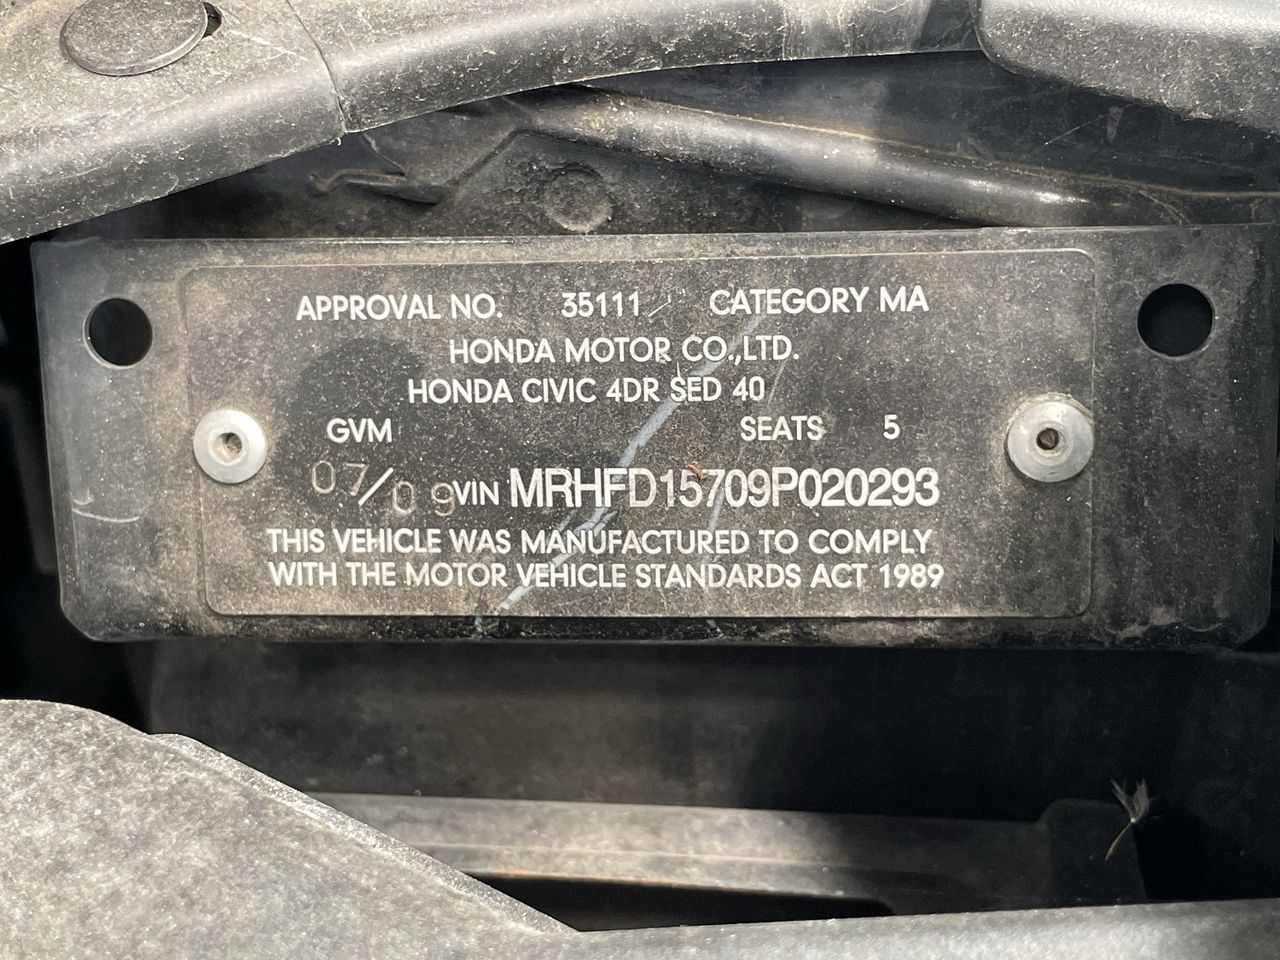 APPROVAL NO. 35111 CATEGORY MA
HONDA MOTOR CO.,LTD.
HONDA CIVIC 4DR SED 40
GVM SEATS 5
07/09 VIN MRHFD15709P020293
THIS VEHICLE WAS MANUFACTURED TO COMPLY
WITH THE MOTOR VEHICLE STANDARDS ACT 1989